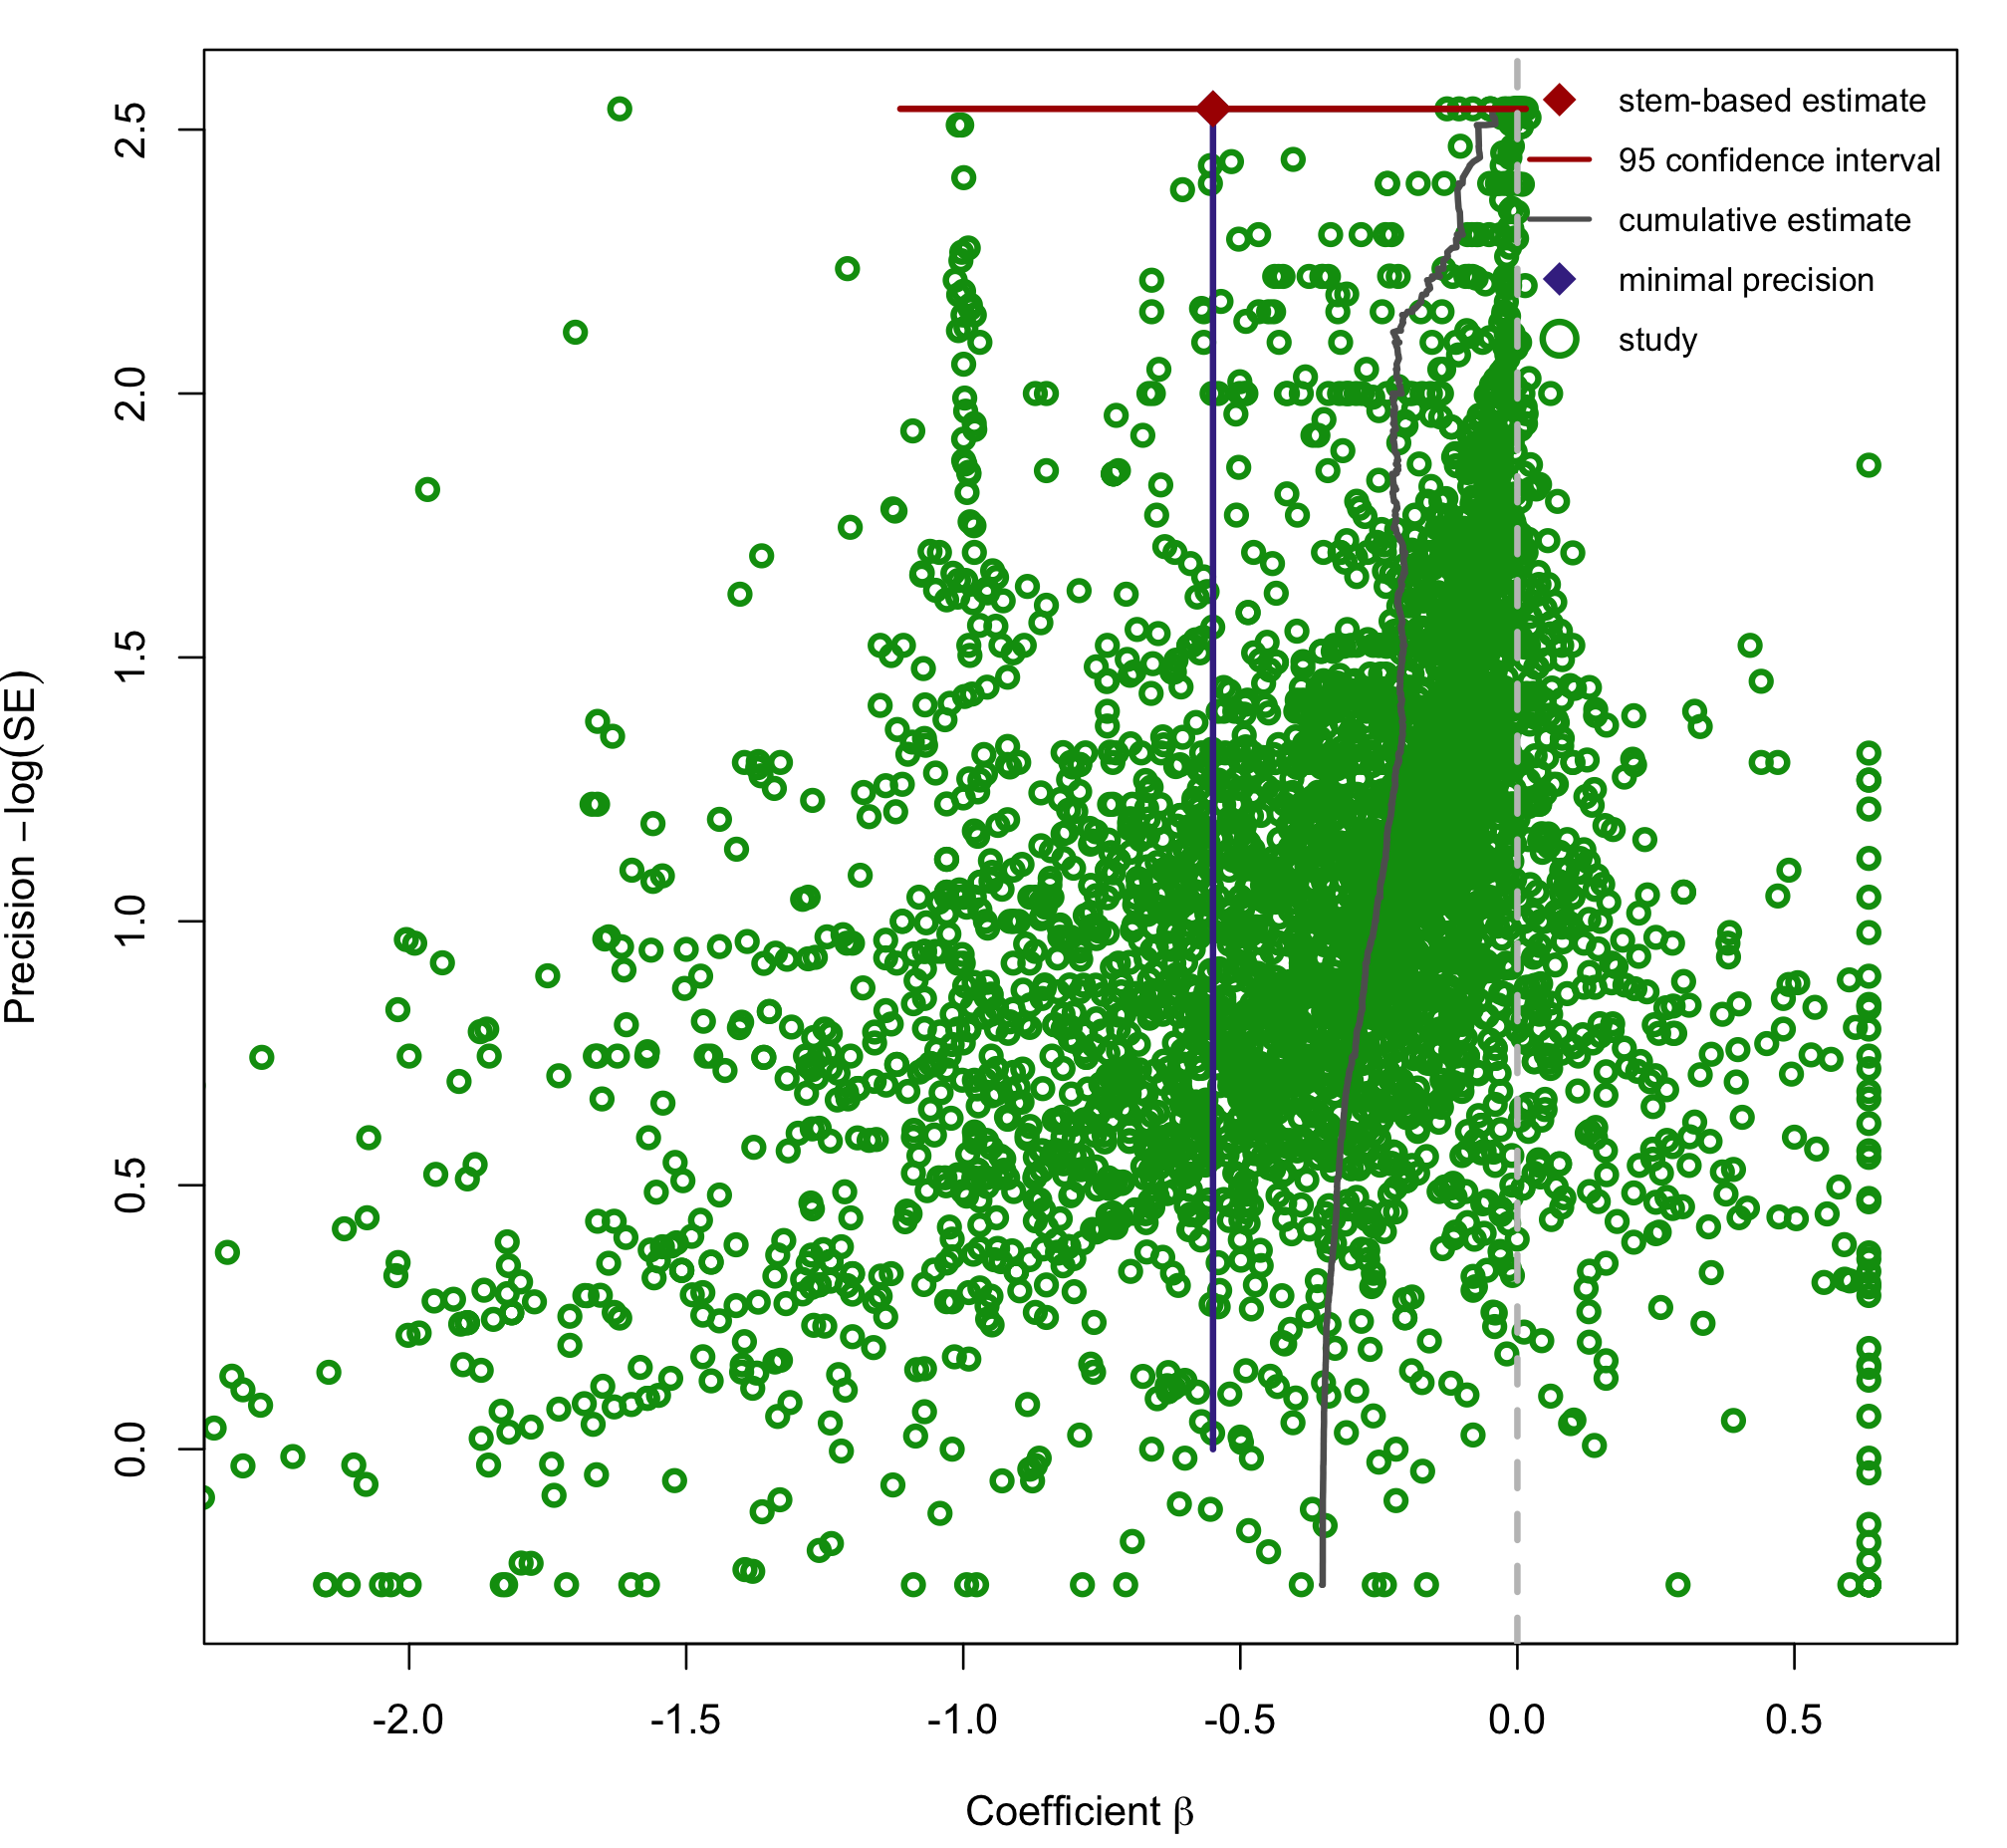 stem-based estimate
95 confidence interval
cumulative estimate
minimal precision
study
Precision −log(SE)
2.5
2.0
1.5
1.0
0.5
0.0
-2.0 -1.5 -1.0 -0.5 0.0 0.5
Coefficient β